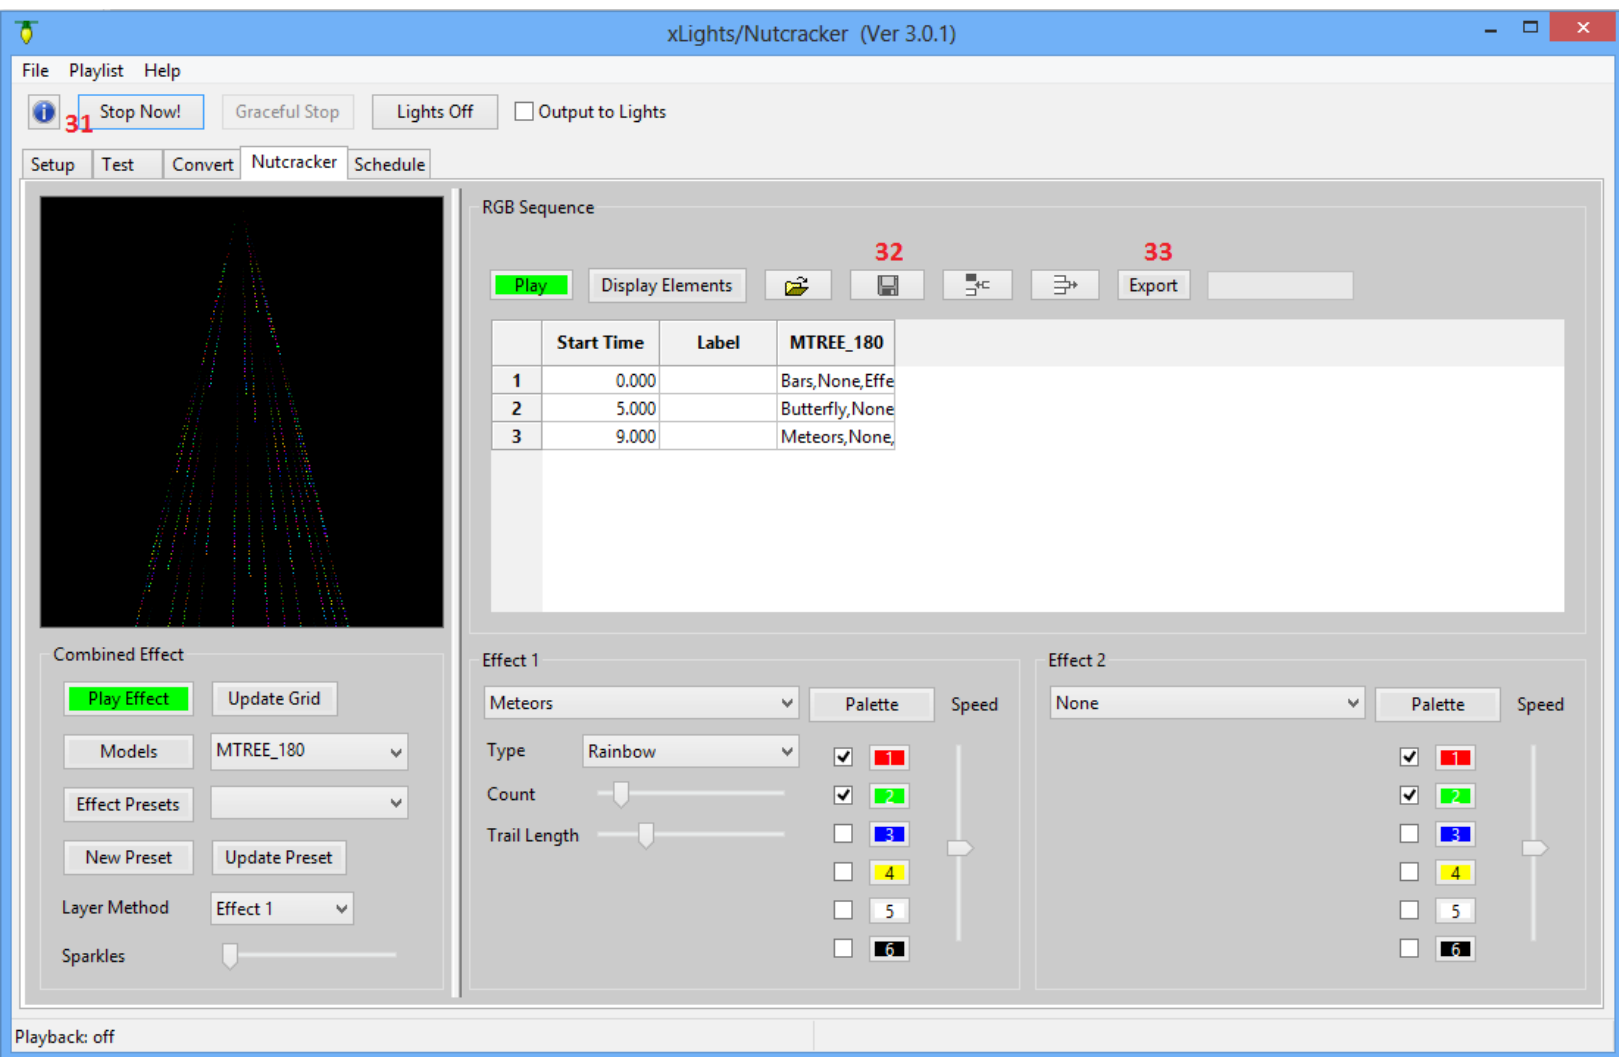 xLights/Nutcracker (Ver 3.0.1)
File Playlist Help
31 Stop Now! Graceful Stop Lights Off Output to Lights
Setup Test Convert Nutcracker Schedule
RGB Sequence
32 33
Play Display Elements Export
Start Time Label MTREE_180
1 0.000 Bars,None,Effe
2 5.000 Butterfly,None
3 9.000 Meteors,None,
Combined Effect
Play Effect Update Grid
Models MTREE_180
Effect Presets
New Preset Update Preset
Layer Method Effect 1
Sparkles
Effect 1
Meteors Palette Speed
Type Rainbow 1
Count 2
Trail Length 3
4
5
6
Effect 2
None Palette Speed
1
2
3
4
5
6
Playback: off